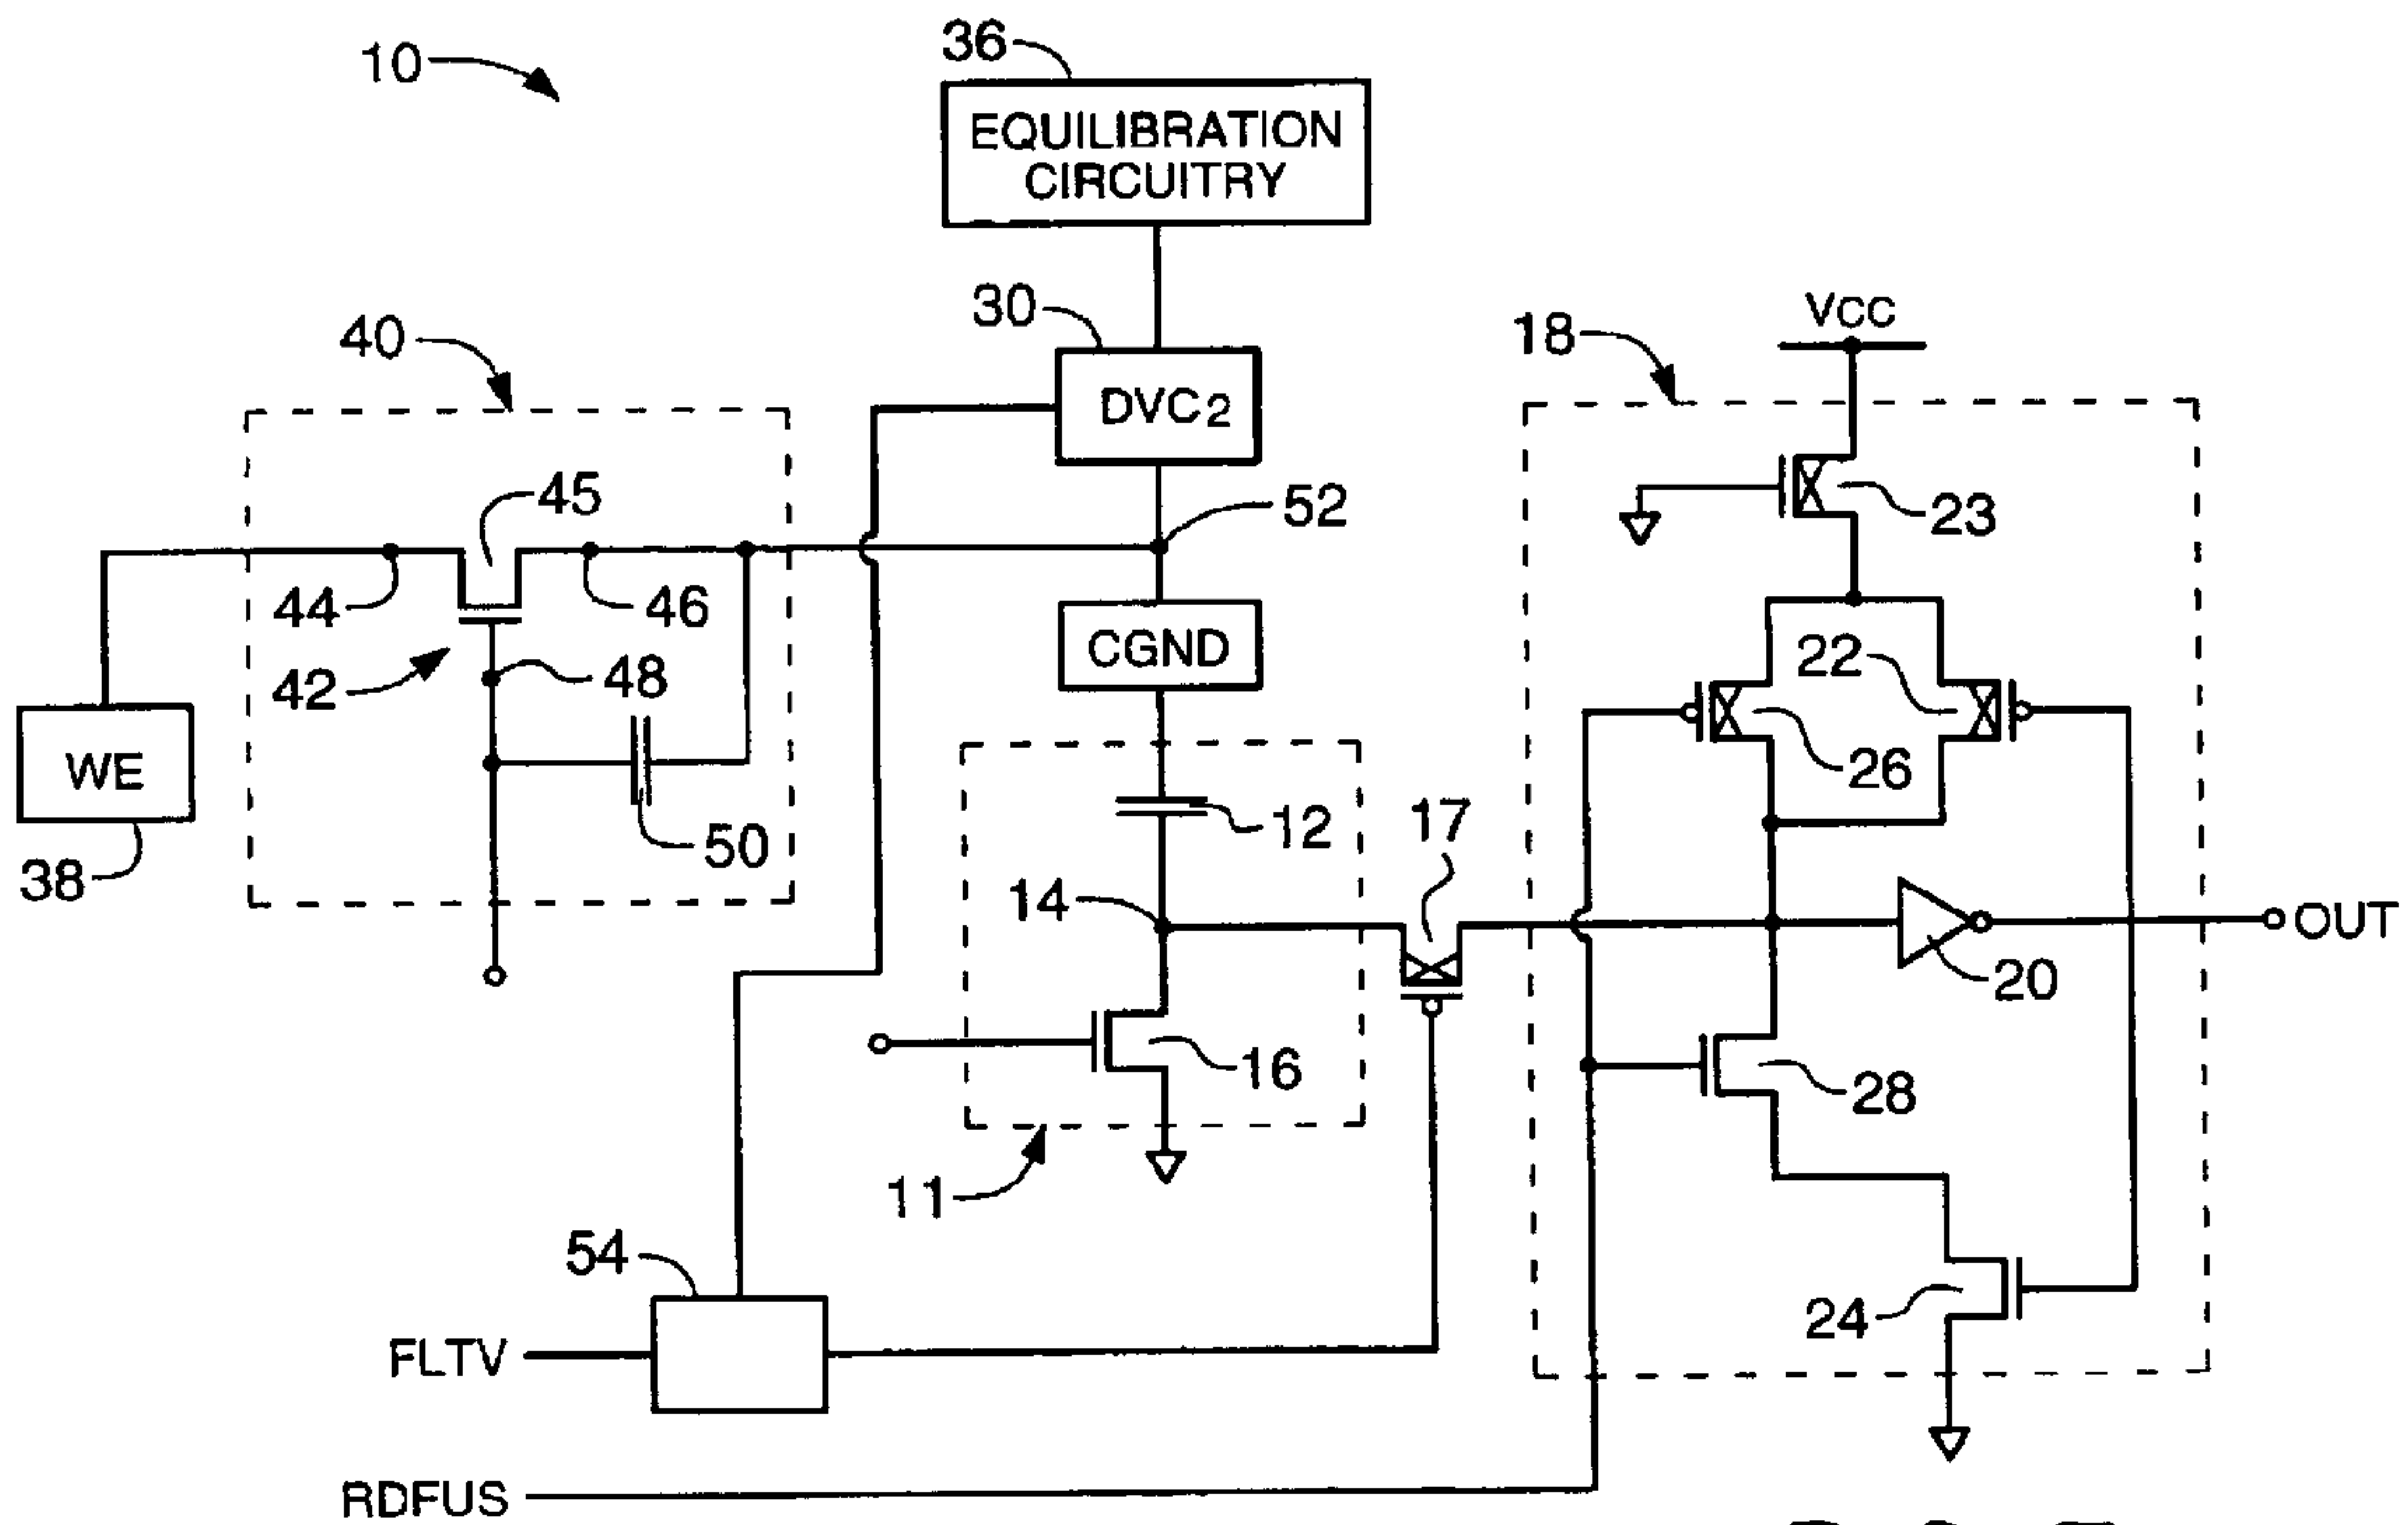 36
10
EQUILIBRATION
CIRCUITRY
30
VCC
40
18
DVC2
45
52
23
44
46
CGND
22
42
48
WE
26
12
17
50
38
14
OUT
20
16
28
11
54
24
FLTV
RDFUS